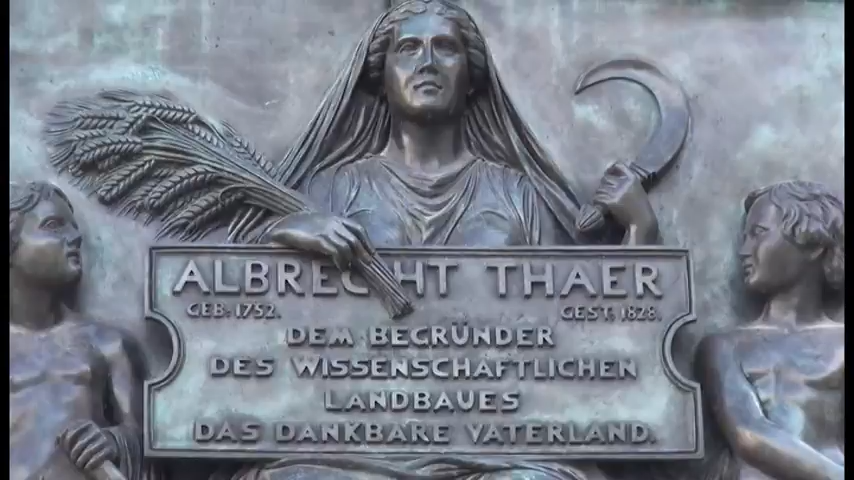 ALBRECHT THAER
GEB. 1752. GEST. 1828.
DEM BEGRÜNDER
DES WISSENSCHAFTLICHEN
LANDBAUES
DAS DANKBARE VATERLAND.